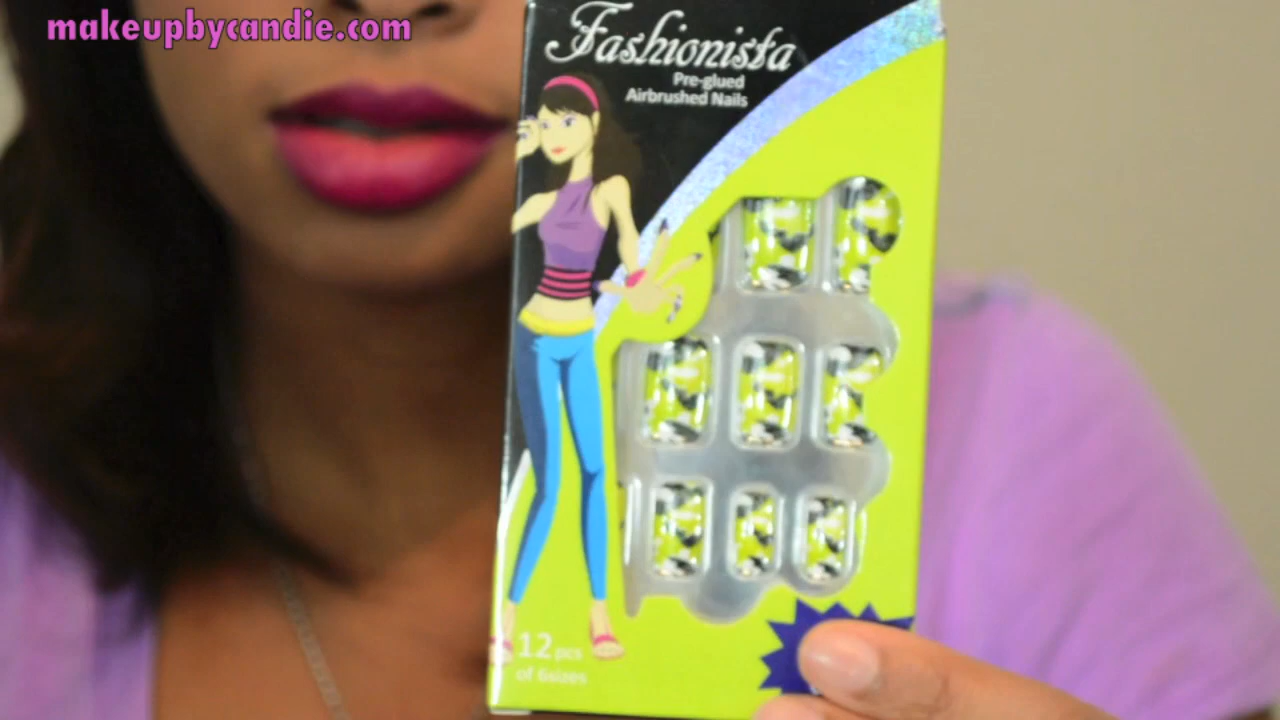 makeupbycandie.com
Fashionista
Pre-glued
Airbrushed Nails
12 pcs
of 6sizes